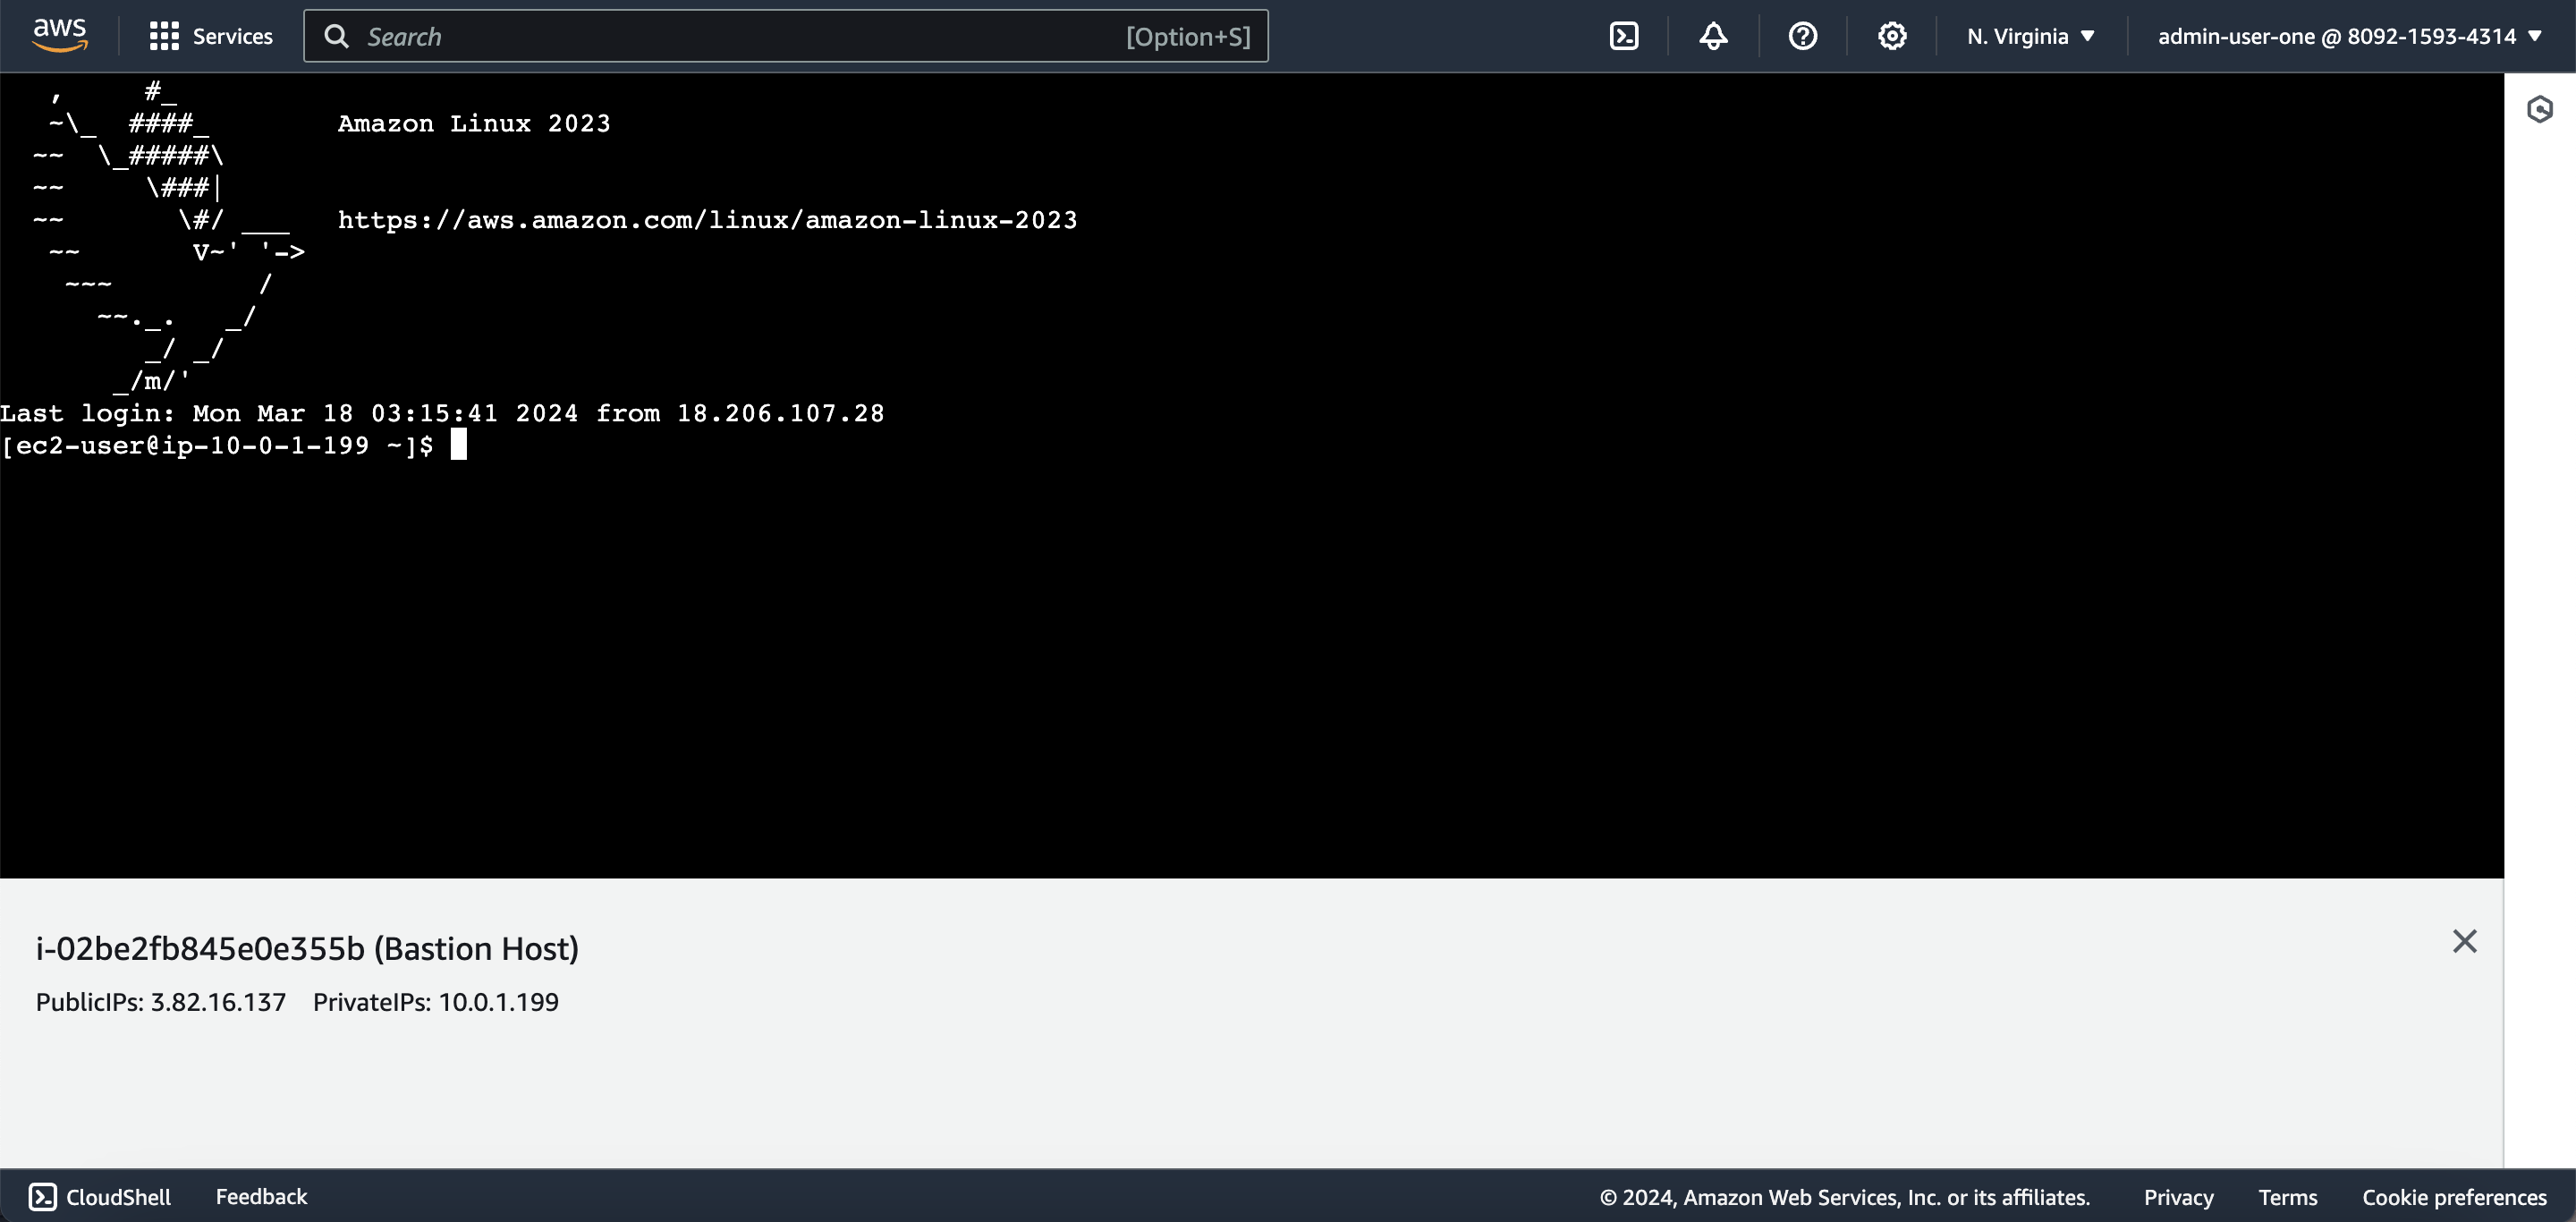 aws Services Search [Option+S] N. Virginia admin-user-one @ 8092-1593-4314
   ,     #_
   ~\_  ####_        Amazon Linux 2023
  ~~  \_#####\
  ~~     \###|
  ~~       \#/ ___   https://aws.amazon.com/linux/amazon-linux-2023
   ~~       V~' '->
    ~~~         /
      ~~._.   _/
         _/ _/
       _/m/'
Last login: Mon Mar 18 03:15:41 2024 from 18.206.107.28
[ec2-user@ip-10-0-1-199 ~]$
i-02be2fb845e0e355b (Bastion Host)
PublicIPs: 3.82.16.137 PrivateIPs: 10.0.1.199
CloudShell Feedback © 2024, Amazon Web Services, Inc. or its affiliates. Privacy Terms Cookie preferences